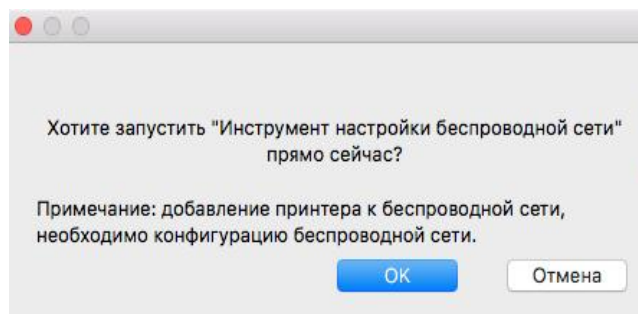 Хотите запустить "Инструмент настройки беспроводной сети"
прямо сейчас?
Примечание: добавление принтера к беспроводной сети,
необходимо конфигурацию беспроводной сети.
OK
Отмена